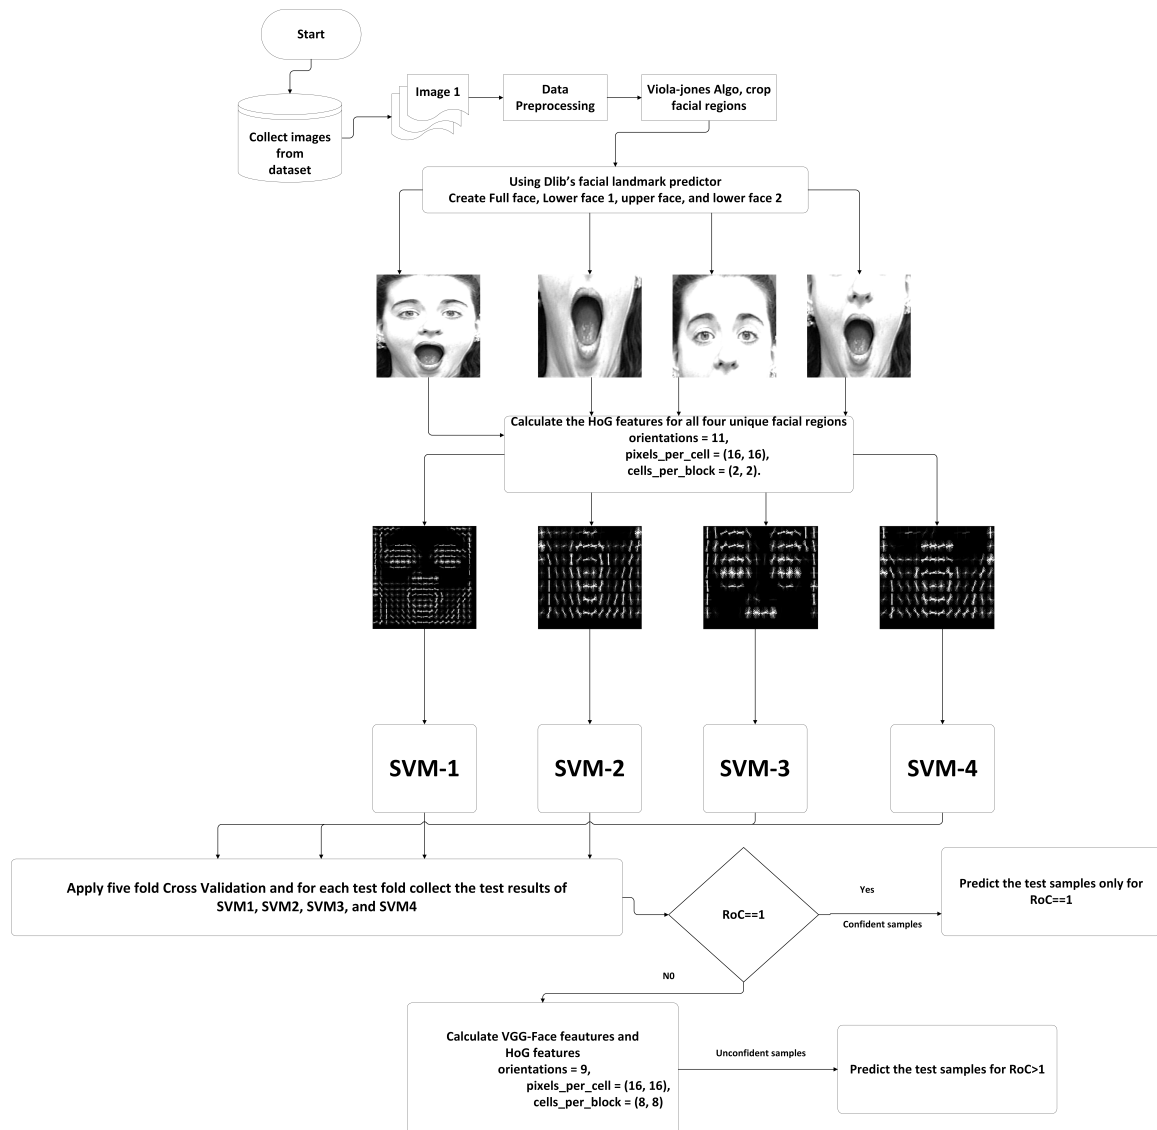 Start
Collect images
from
dataset
Image 1
Data
Preprocessing
Viola-jones Algo, crop
facial regions
Using Dlib's facial landmark predictor
Create Full face, Lower face 1, upper face, and lower face 2
Calculate the HoG features for all four unique facial regions
orientations = 11,
pixels_per_cell = (16, 16),
cells_per_block = (2, 2).
SVM-1
SVM-2
SVM-3
SVM-4
Apply five fold Cross Validation and for each test fold collect the test results of
SVM1, SVM2, SVM3, and SVM4
RoC==1
Yes
Confident samples
Predict the test samples only for
RoC==1
N0
Calculate VGG-Face feautures and
HoG features
orientations = 9,
pixels_per_cell = (16, 16),
cells_per_block = (8, 8)
Unconfident samples
Predict the test samples for RoC>1